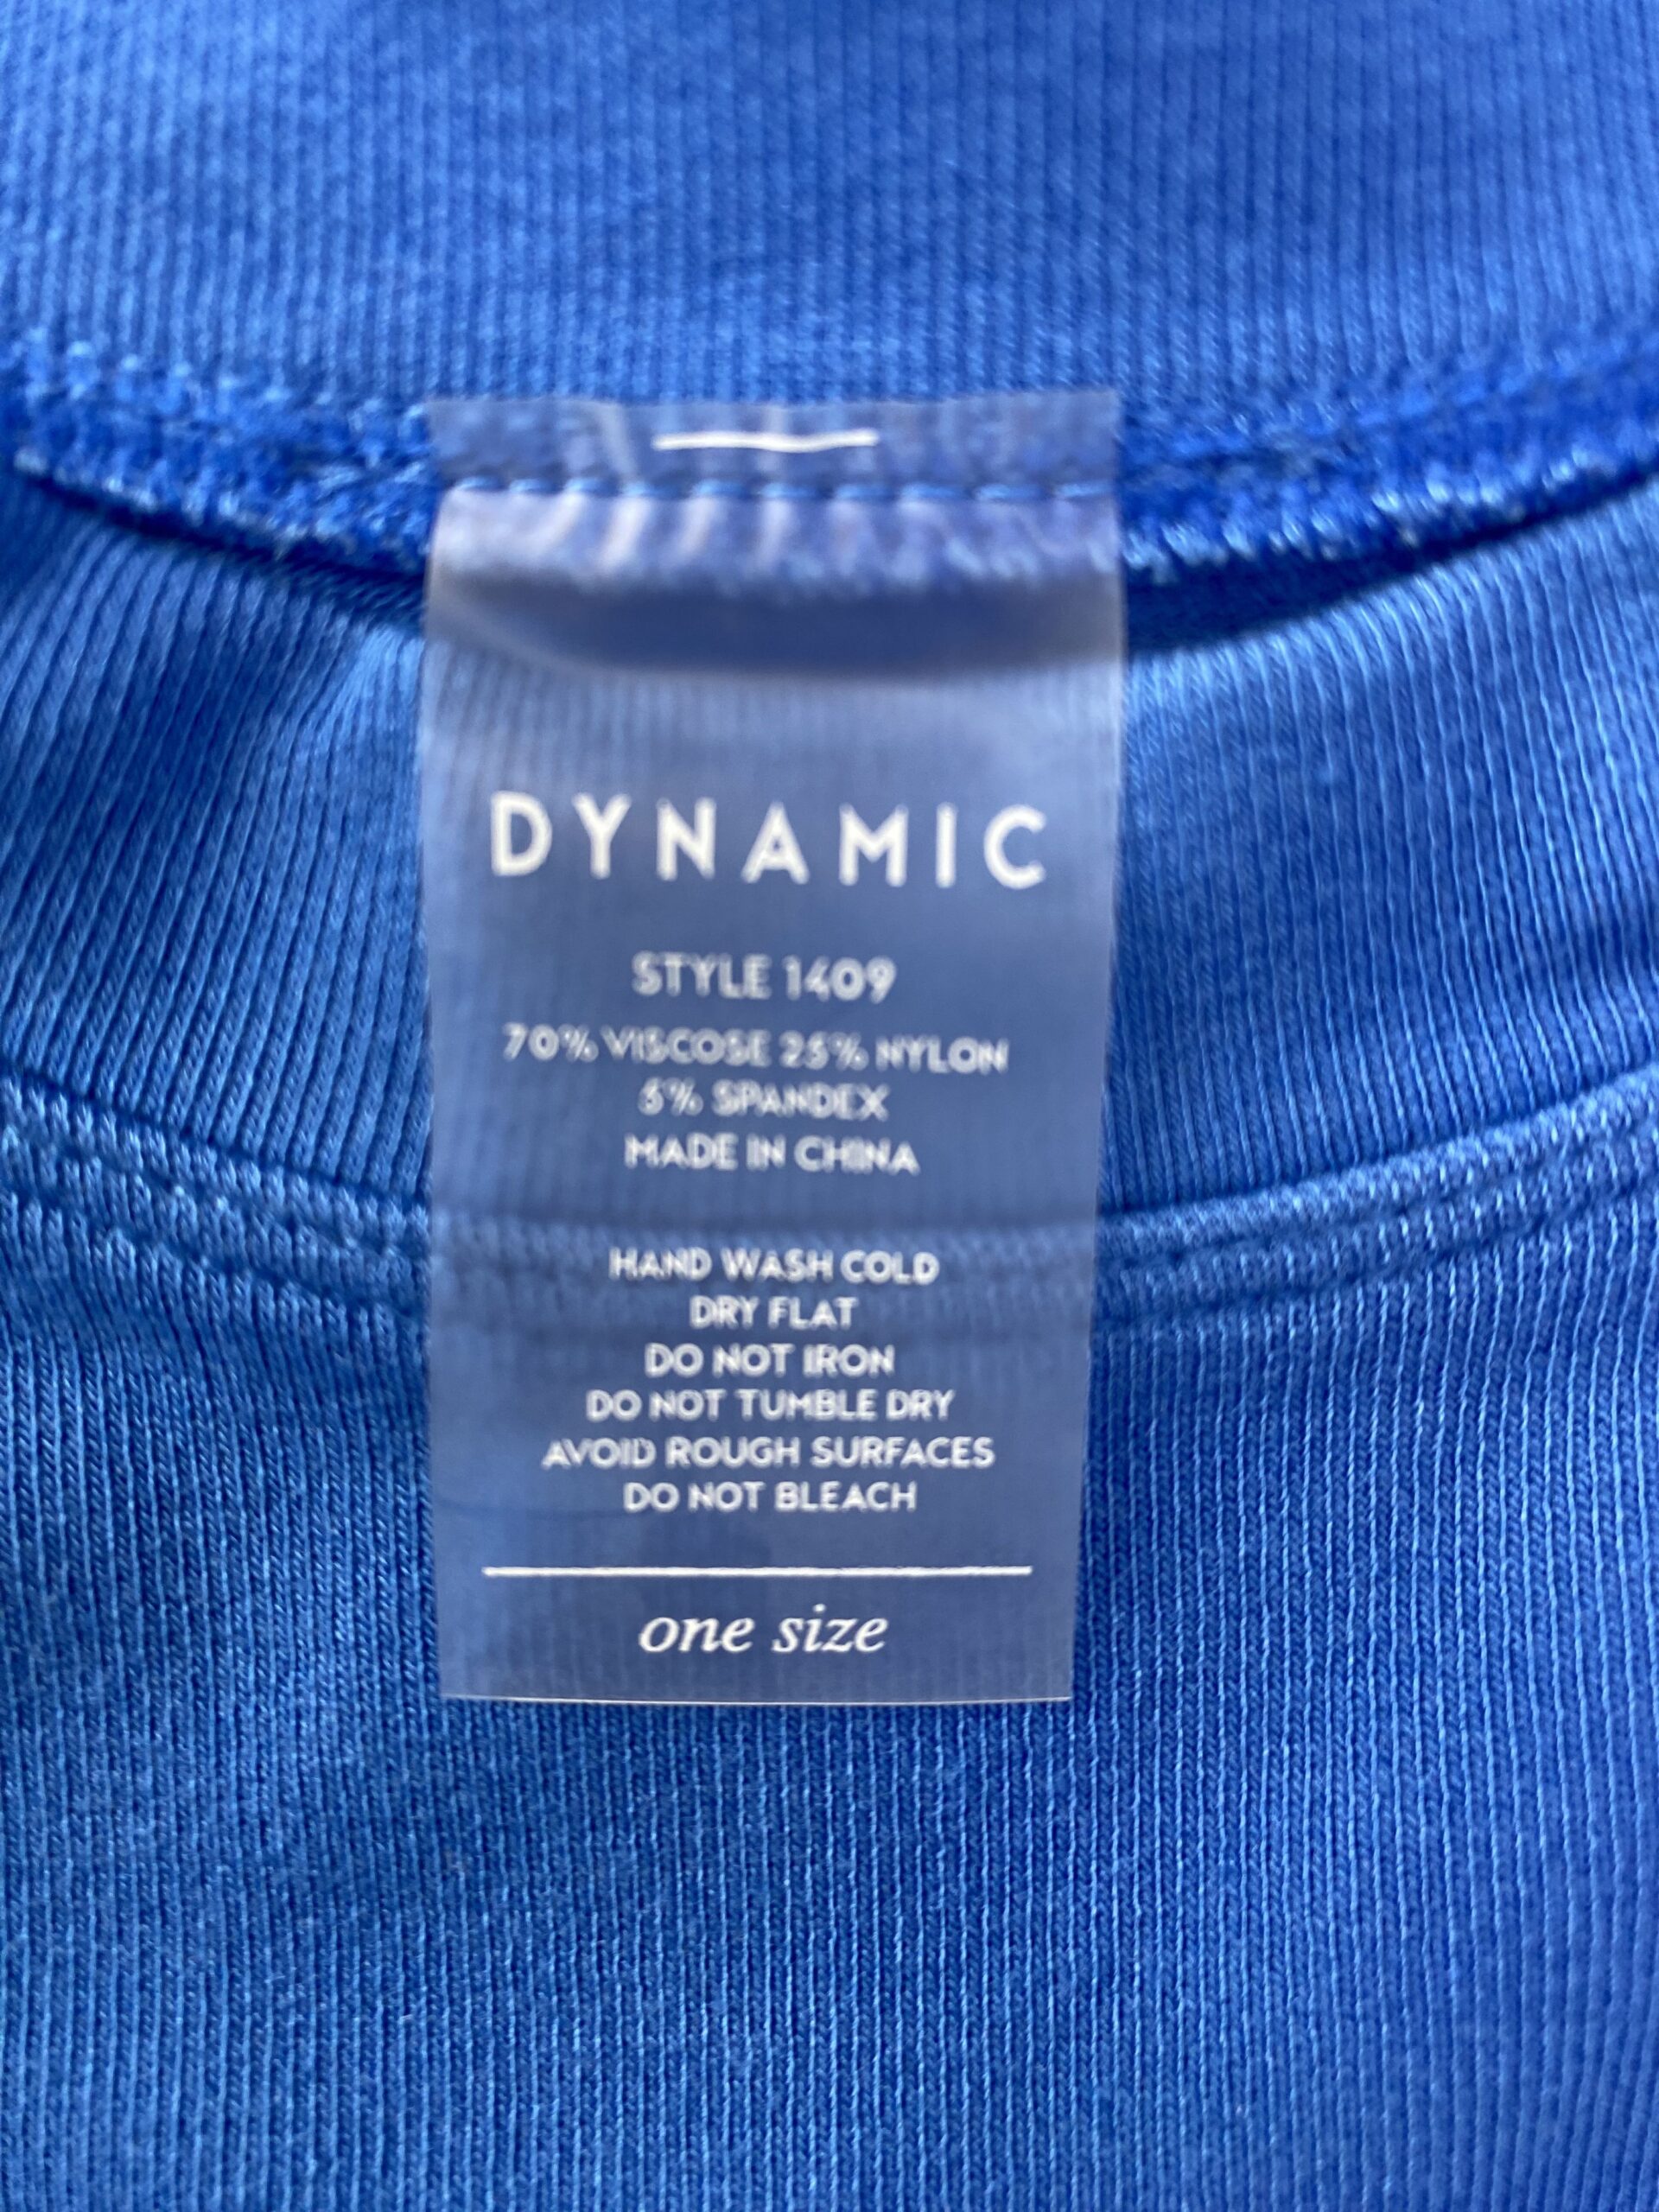 DYNAMIC
STYLE 1409
70% VISCOSE 25% NYLON
5% SPANDEX
MADE IN CHINA
HAND WASH COLD
DRY FLAT
DO NOT IRON
DO NOT TUMBLE DRY
AVOID ROUGH SURFACES
DO NOT BLEACH
one size